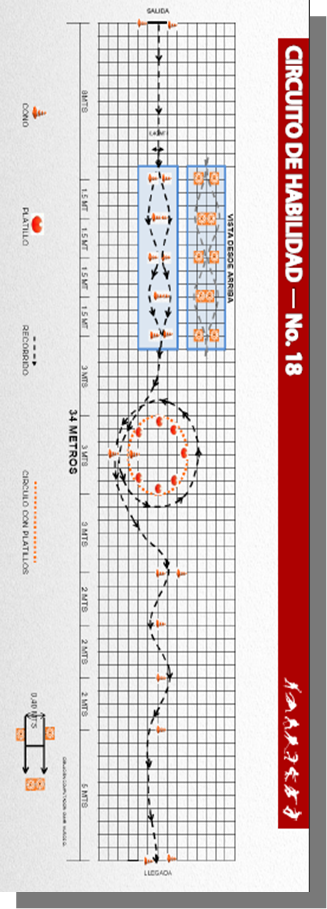 CIRCUITO DE HABILIDAD — No. 18
SALIDA
VISTA DESDE ARRIBA
8MTS
1.5 MT
1.5 MT
1.5 MT
1.5 MT
3 MTS
3 MTS
3 MTS
2 MTS
2 MTS
2 MTS
5 MTS
34 METROS
LLEGADA
CONO
PLATILLO
RECORRIDO
CIRCULO CON PLATILLOS
0,40 MTS